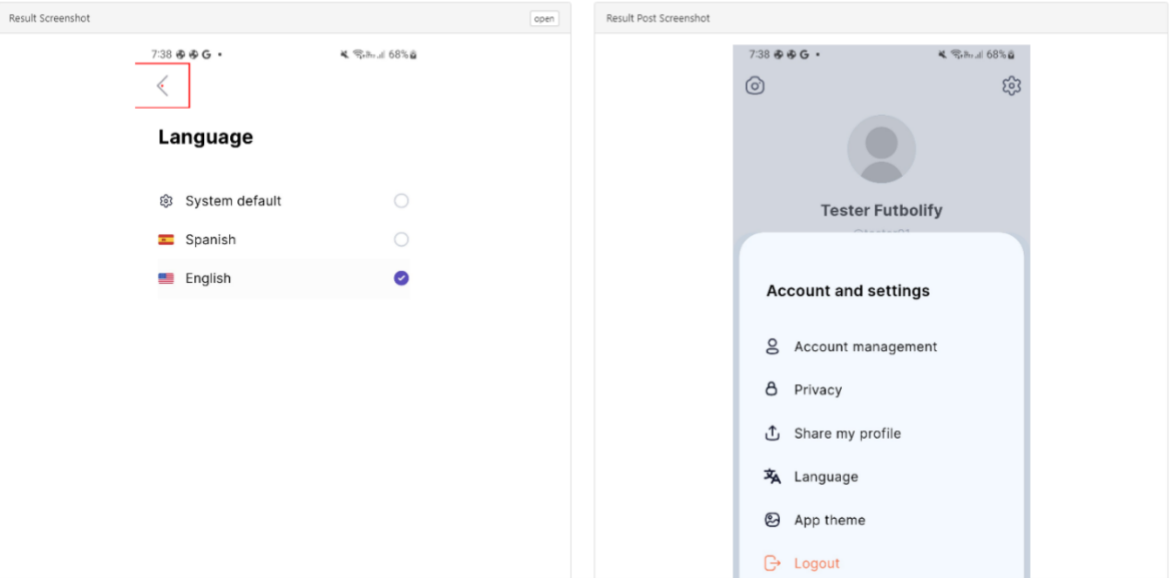 Result Screenshot
open
7:38 G •
68%
Language
System default
Spanish
English
Result Post Screenshot
7:38 G •
68%
Tester Futbolify
Account and settings
Account management
Privacy
Share my profile
Language
App theme
Logout